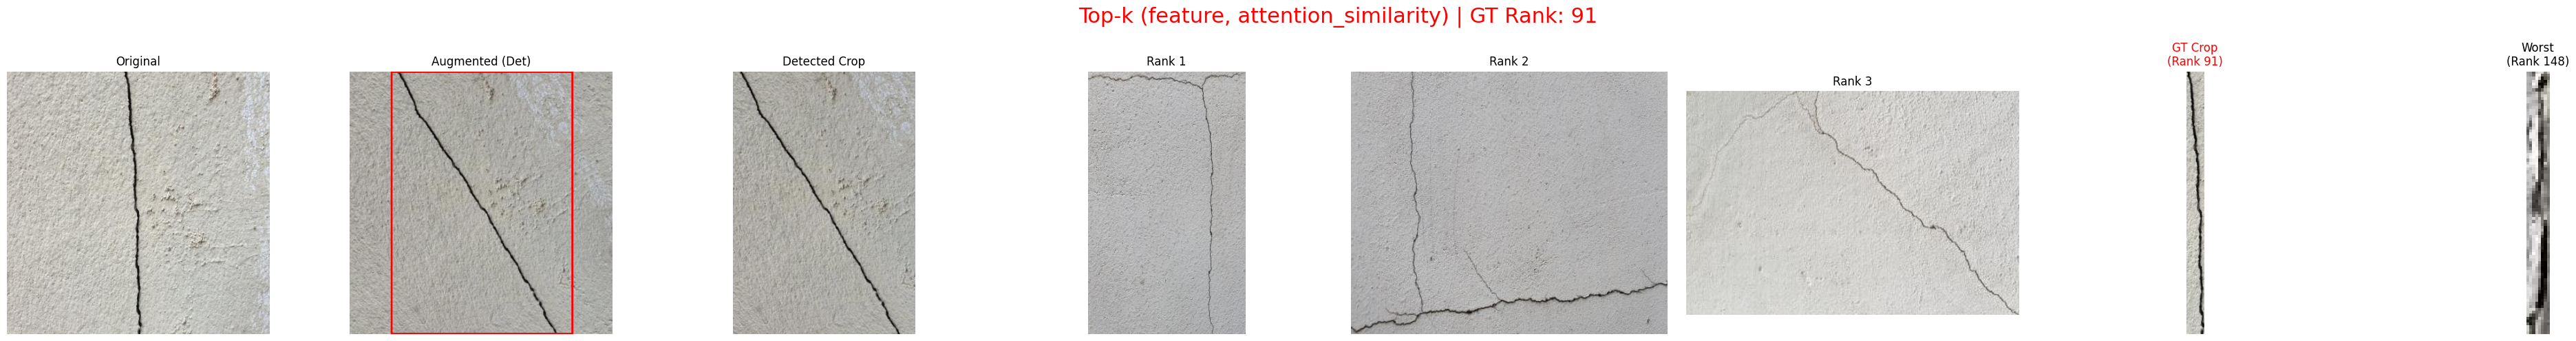 Top-k (feature, attention_similarity) | GT Rank: 91
Original
Augmented (Det)
Detected Crop
Rank 1
Rank 2
Rank 3
GT Crop
(Rank 91)
Worst
(Rank 148)